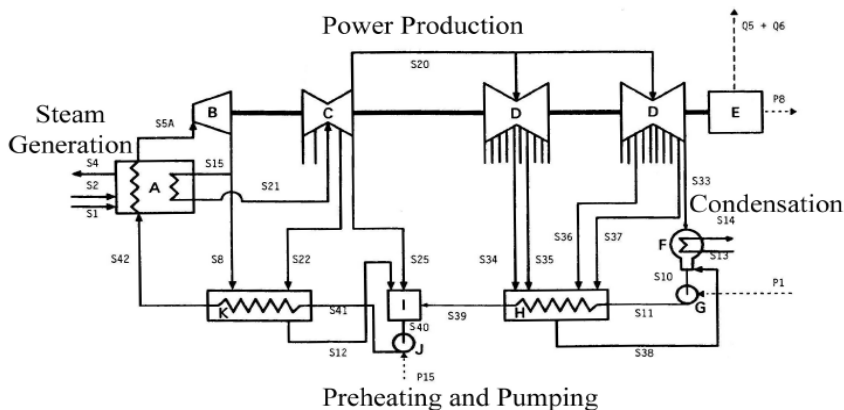 Power Production
Q5 + Q6
S20
B
C
D
D
E
P8
Steam
Generation
S5A
S4
S15
S2
A
S1
S21
S33
Condensation
S14
F
S13
S42
S8
S22
S25
S34
S35
S36
S37
S10
P1
G
K
S41
I
S39
H
S11
S40
S12
J
S38
P15
Preheating and Pumping